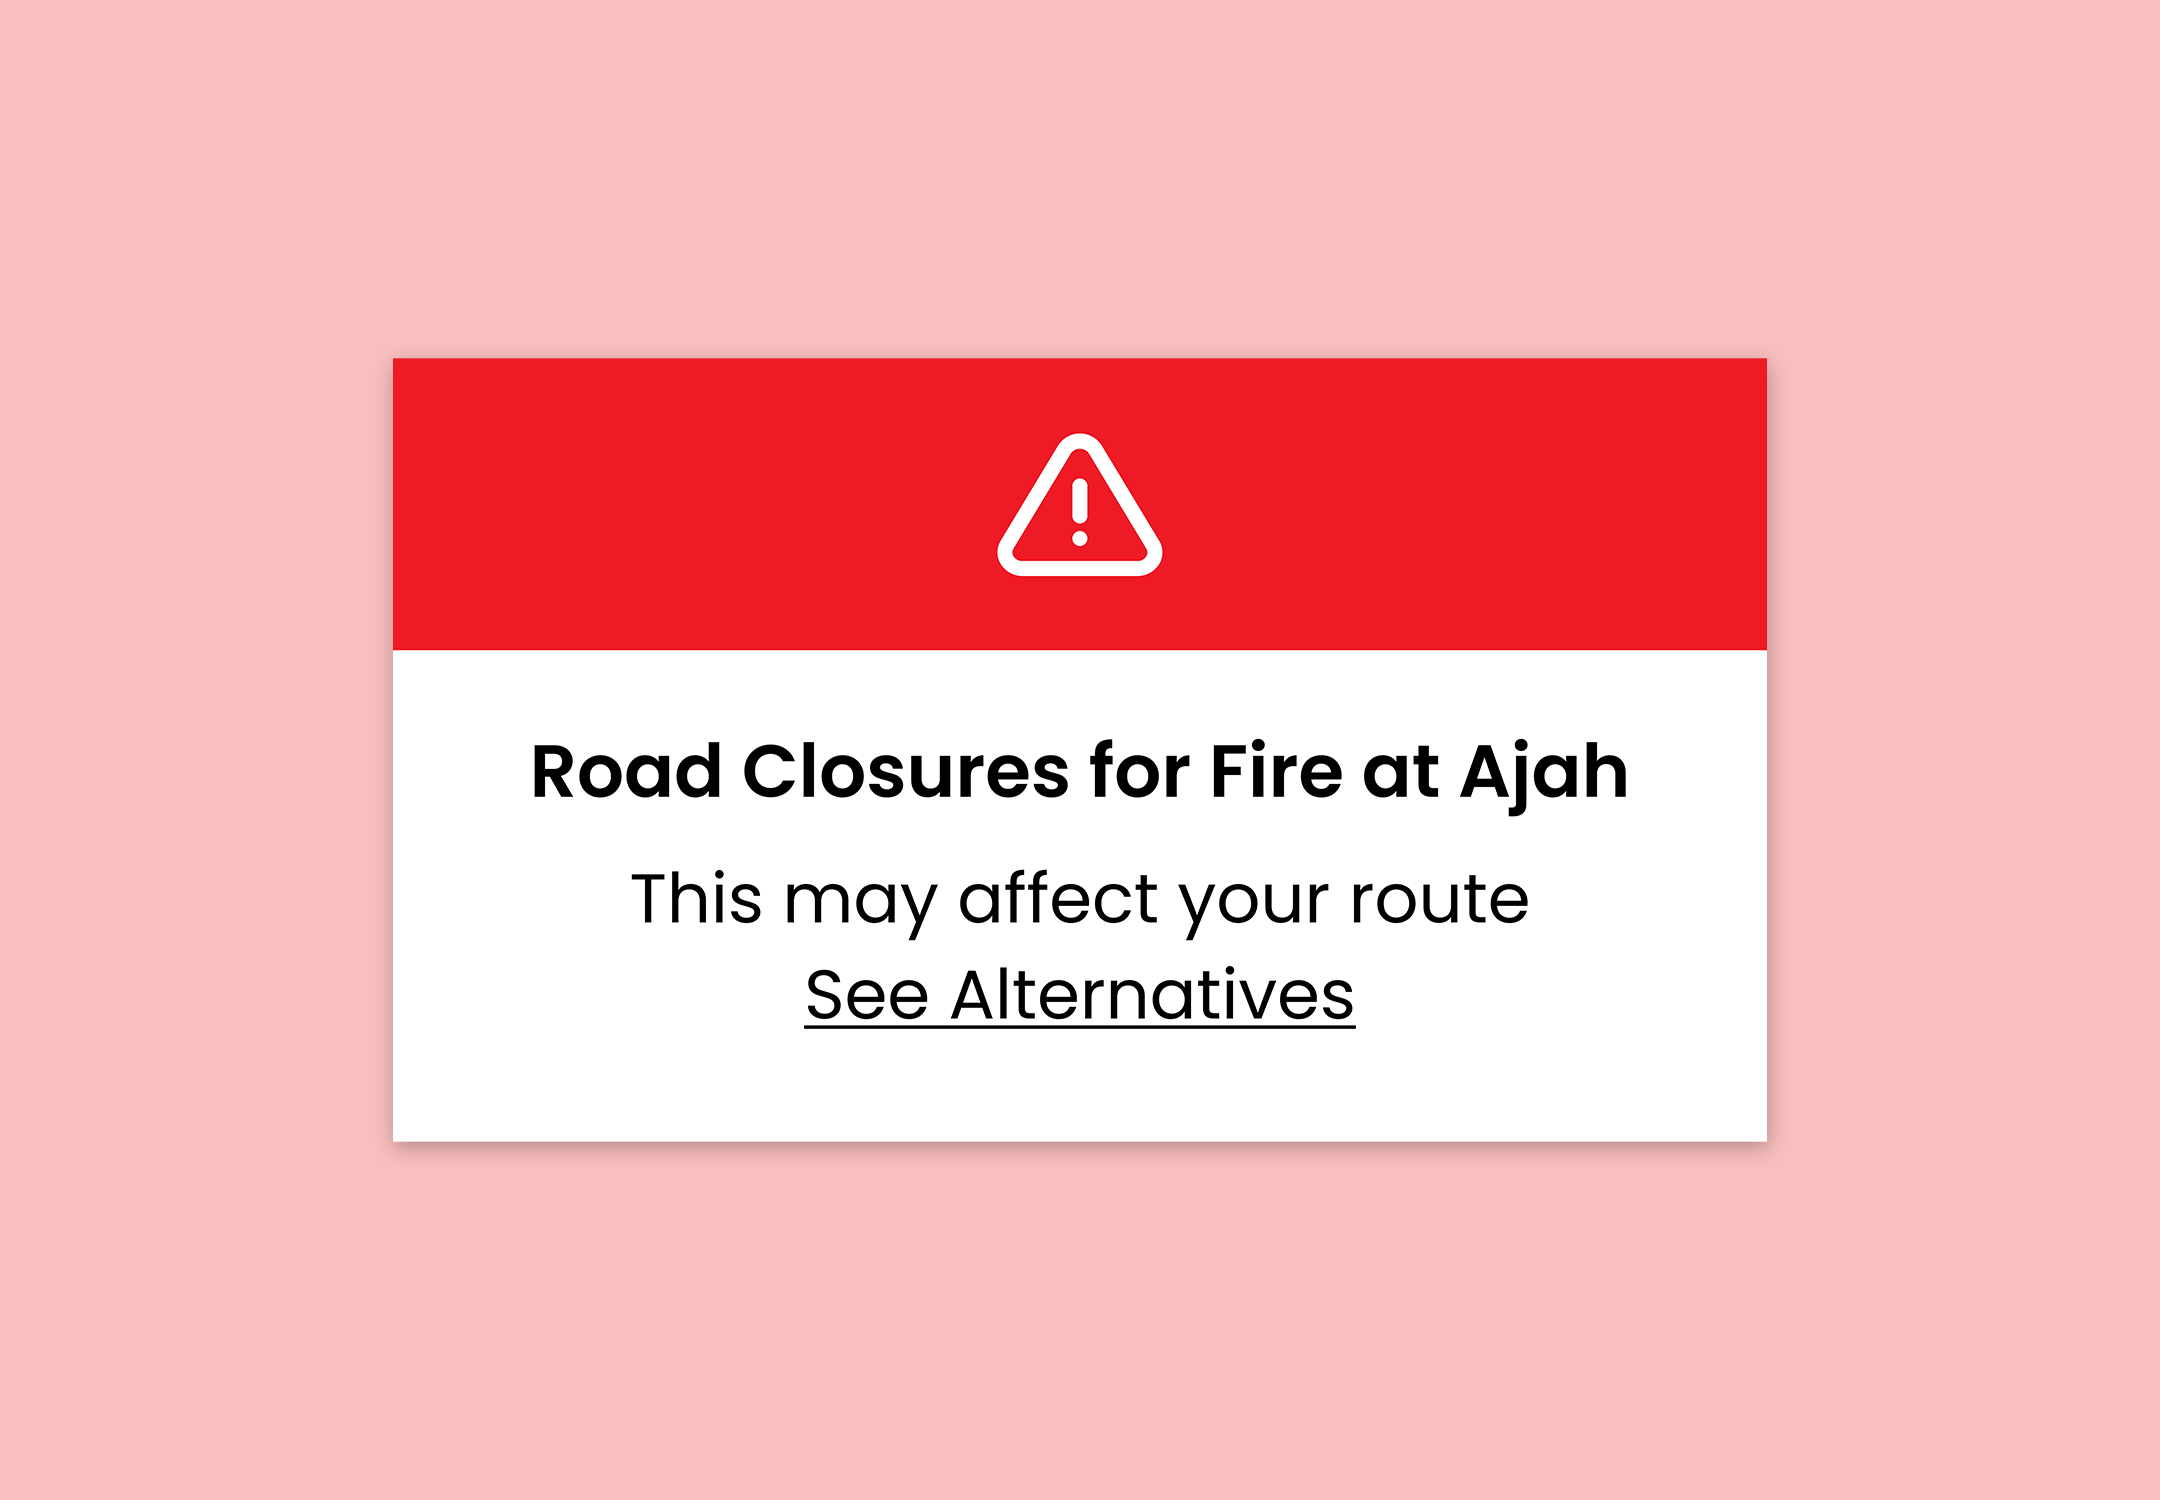 Road Closures for Fire at Ajah
This may affect your route
See Alternatives